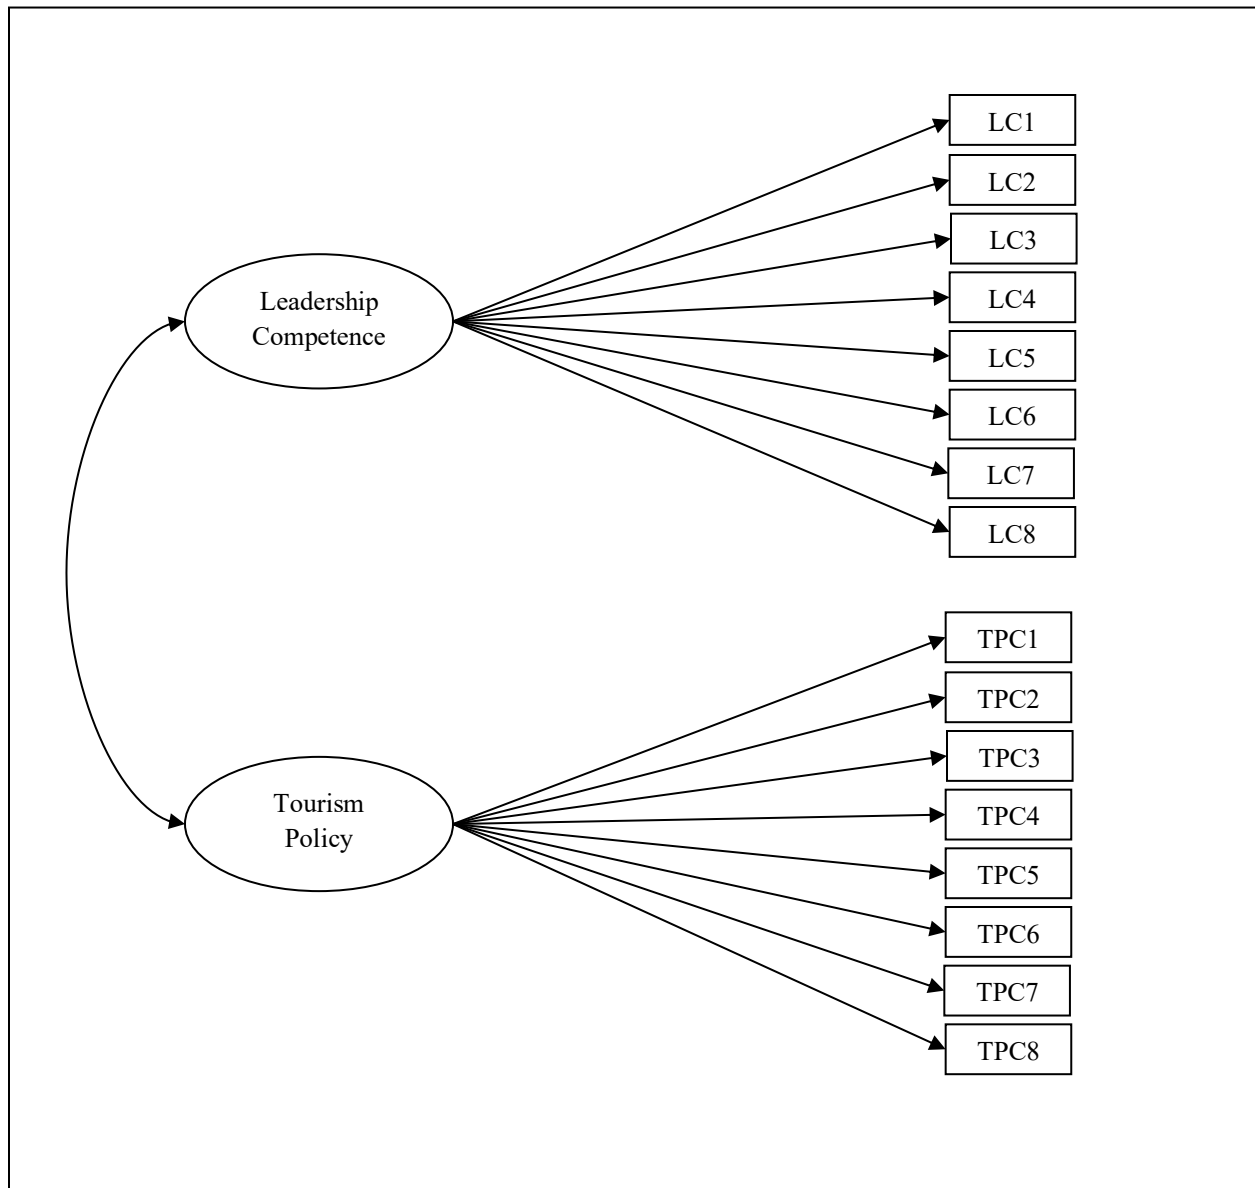 LC1
LC2
LC3
Leadership
Competence
LC4
LC5
LC6
LC7
LC8
TPC1
TPC2
TPC3
Tourism
Policy
TPC4
TPC5
TPC6
TPC7
TPC8